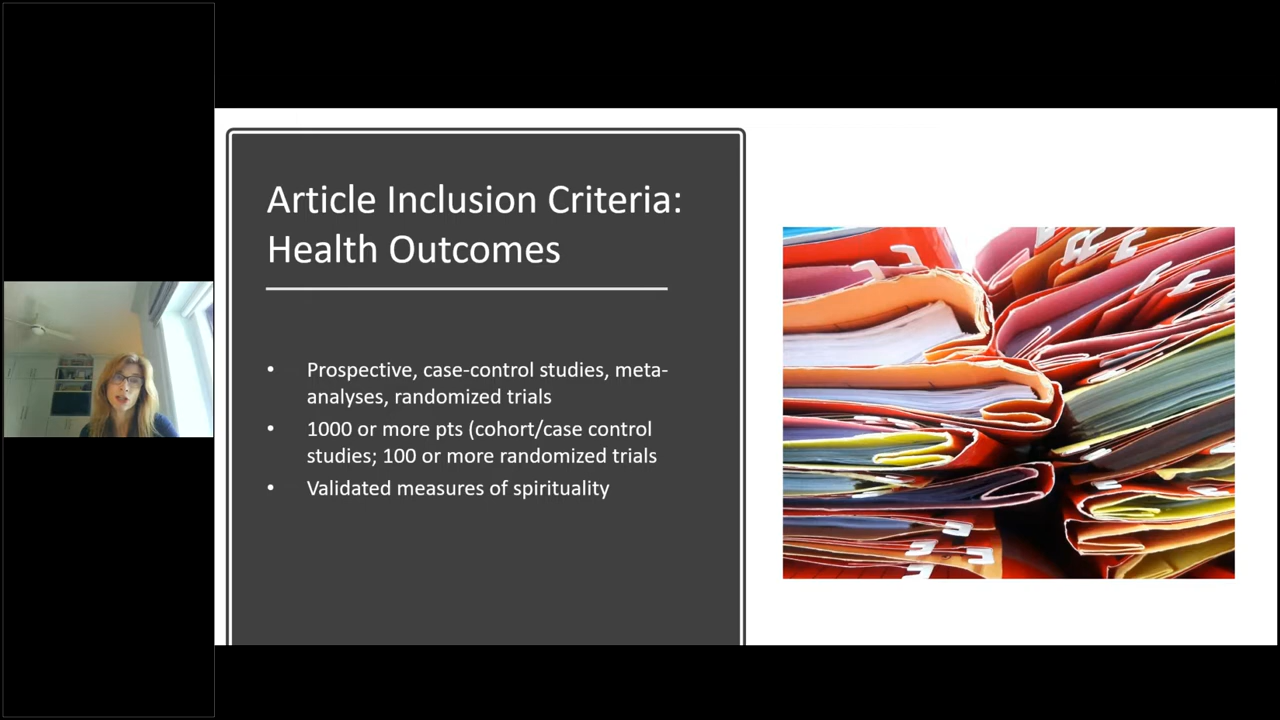 Article Inclusion Criteria:
Health Outcomes
• Prospective, case-control studies, meta-
analyses, randomized trials
• 1000 or more pts (cohort/case control
studies; 100 or more randomized trials
• Validated measures of spirituality